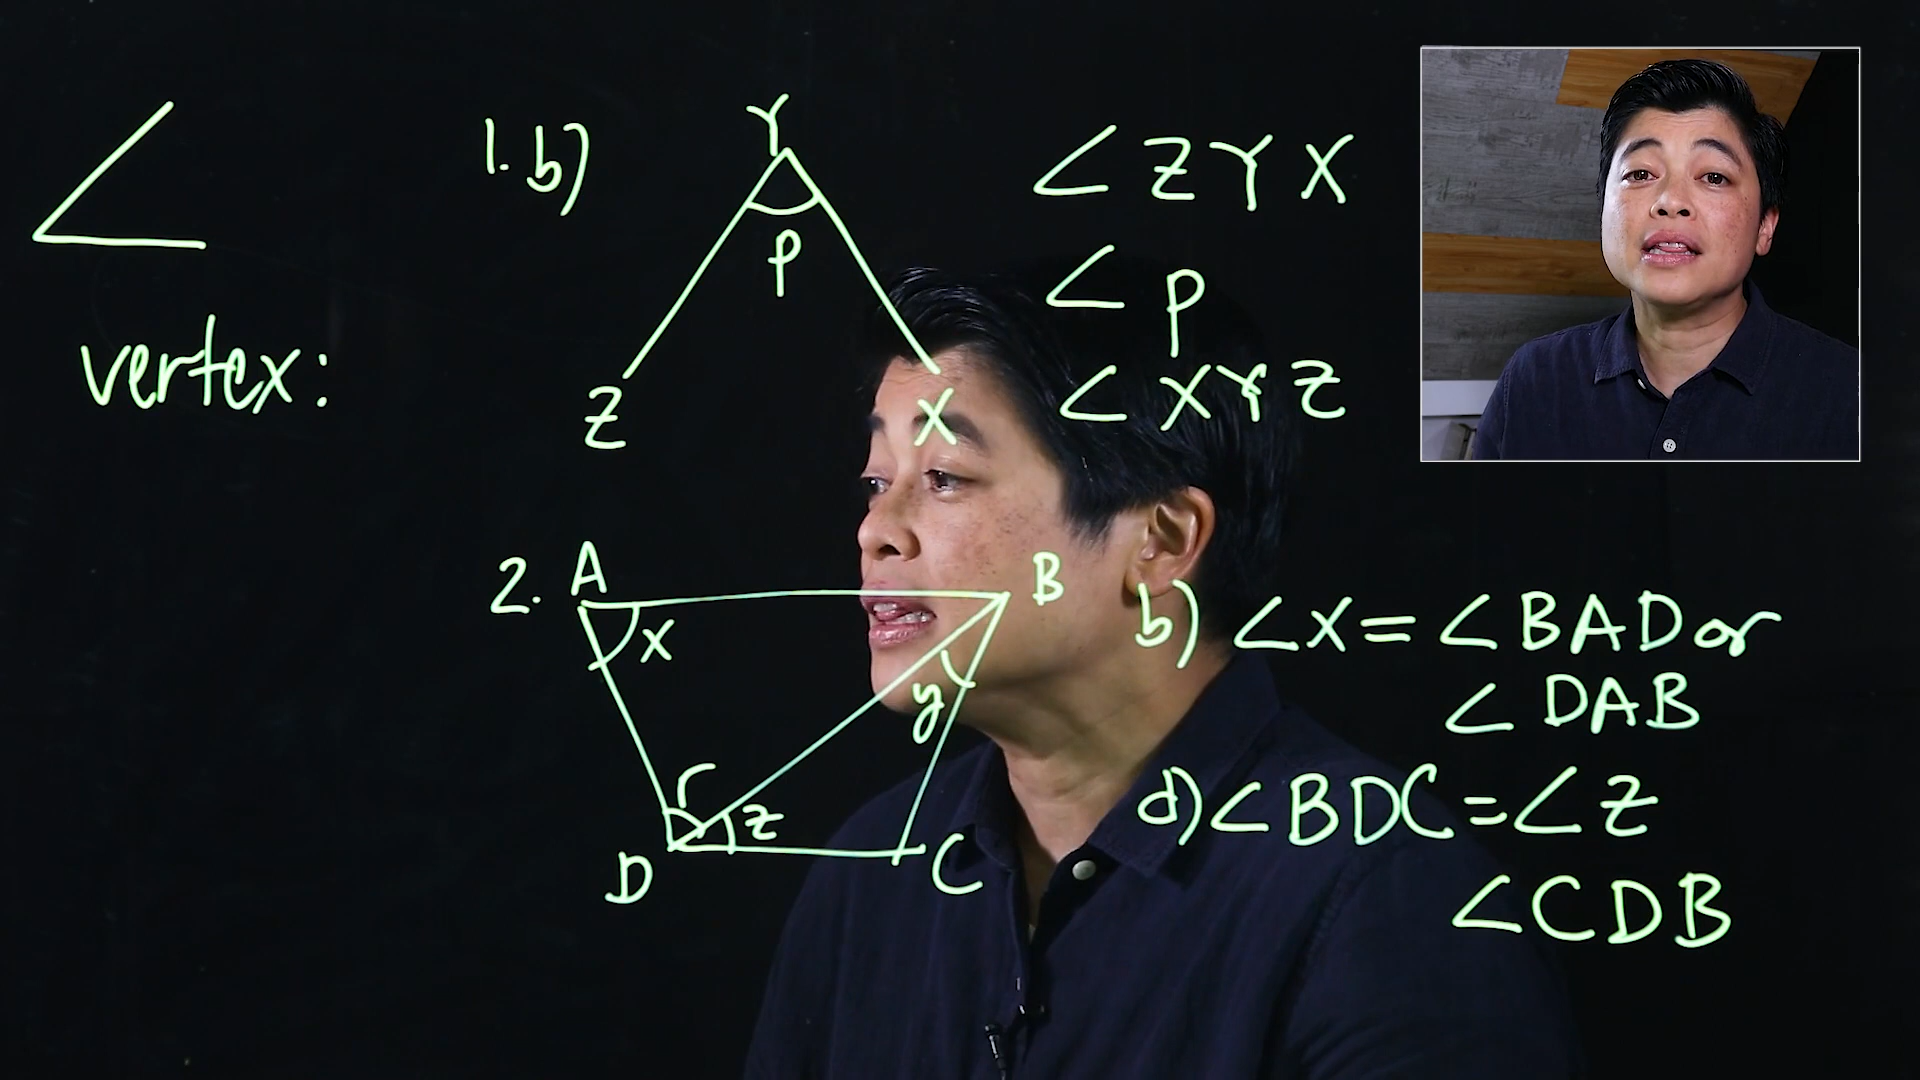 ∠
vertex:
1.b)
Y
P
Z
X
∠ZYX
∠P
∠XYZ
2.
A
B
x
y
r
z
D
C
b) ∠x=∠BAD or
∠DAB
d) ∠BDC=∠z
∠CDB